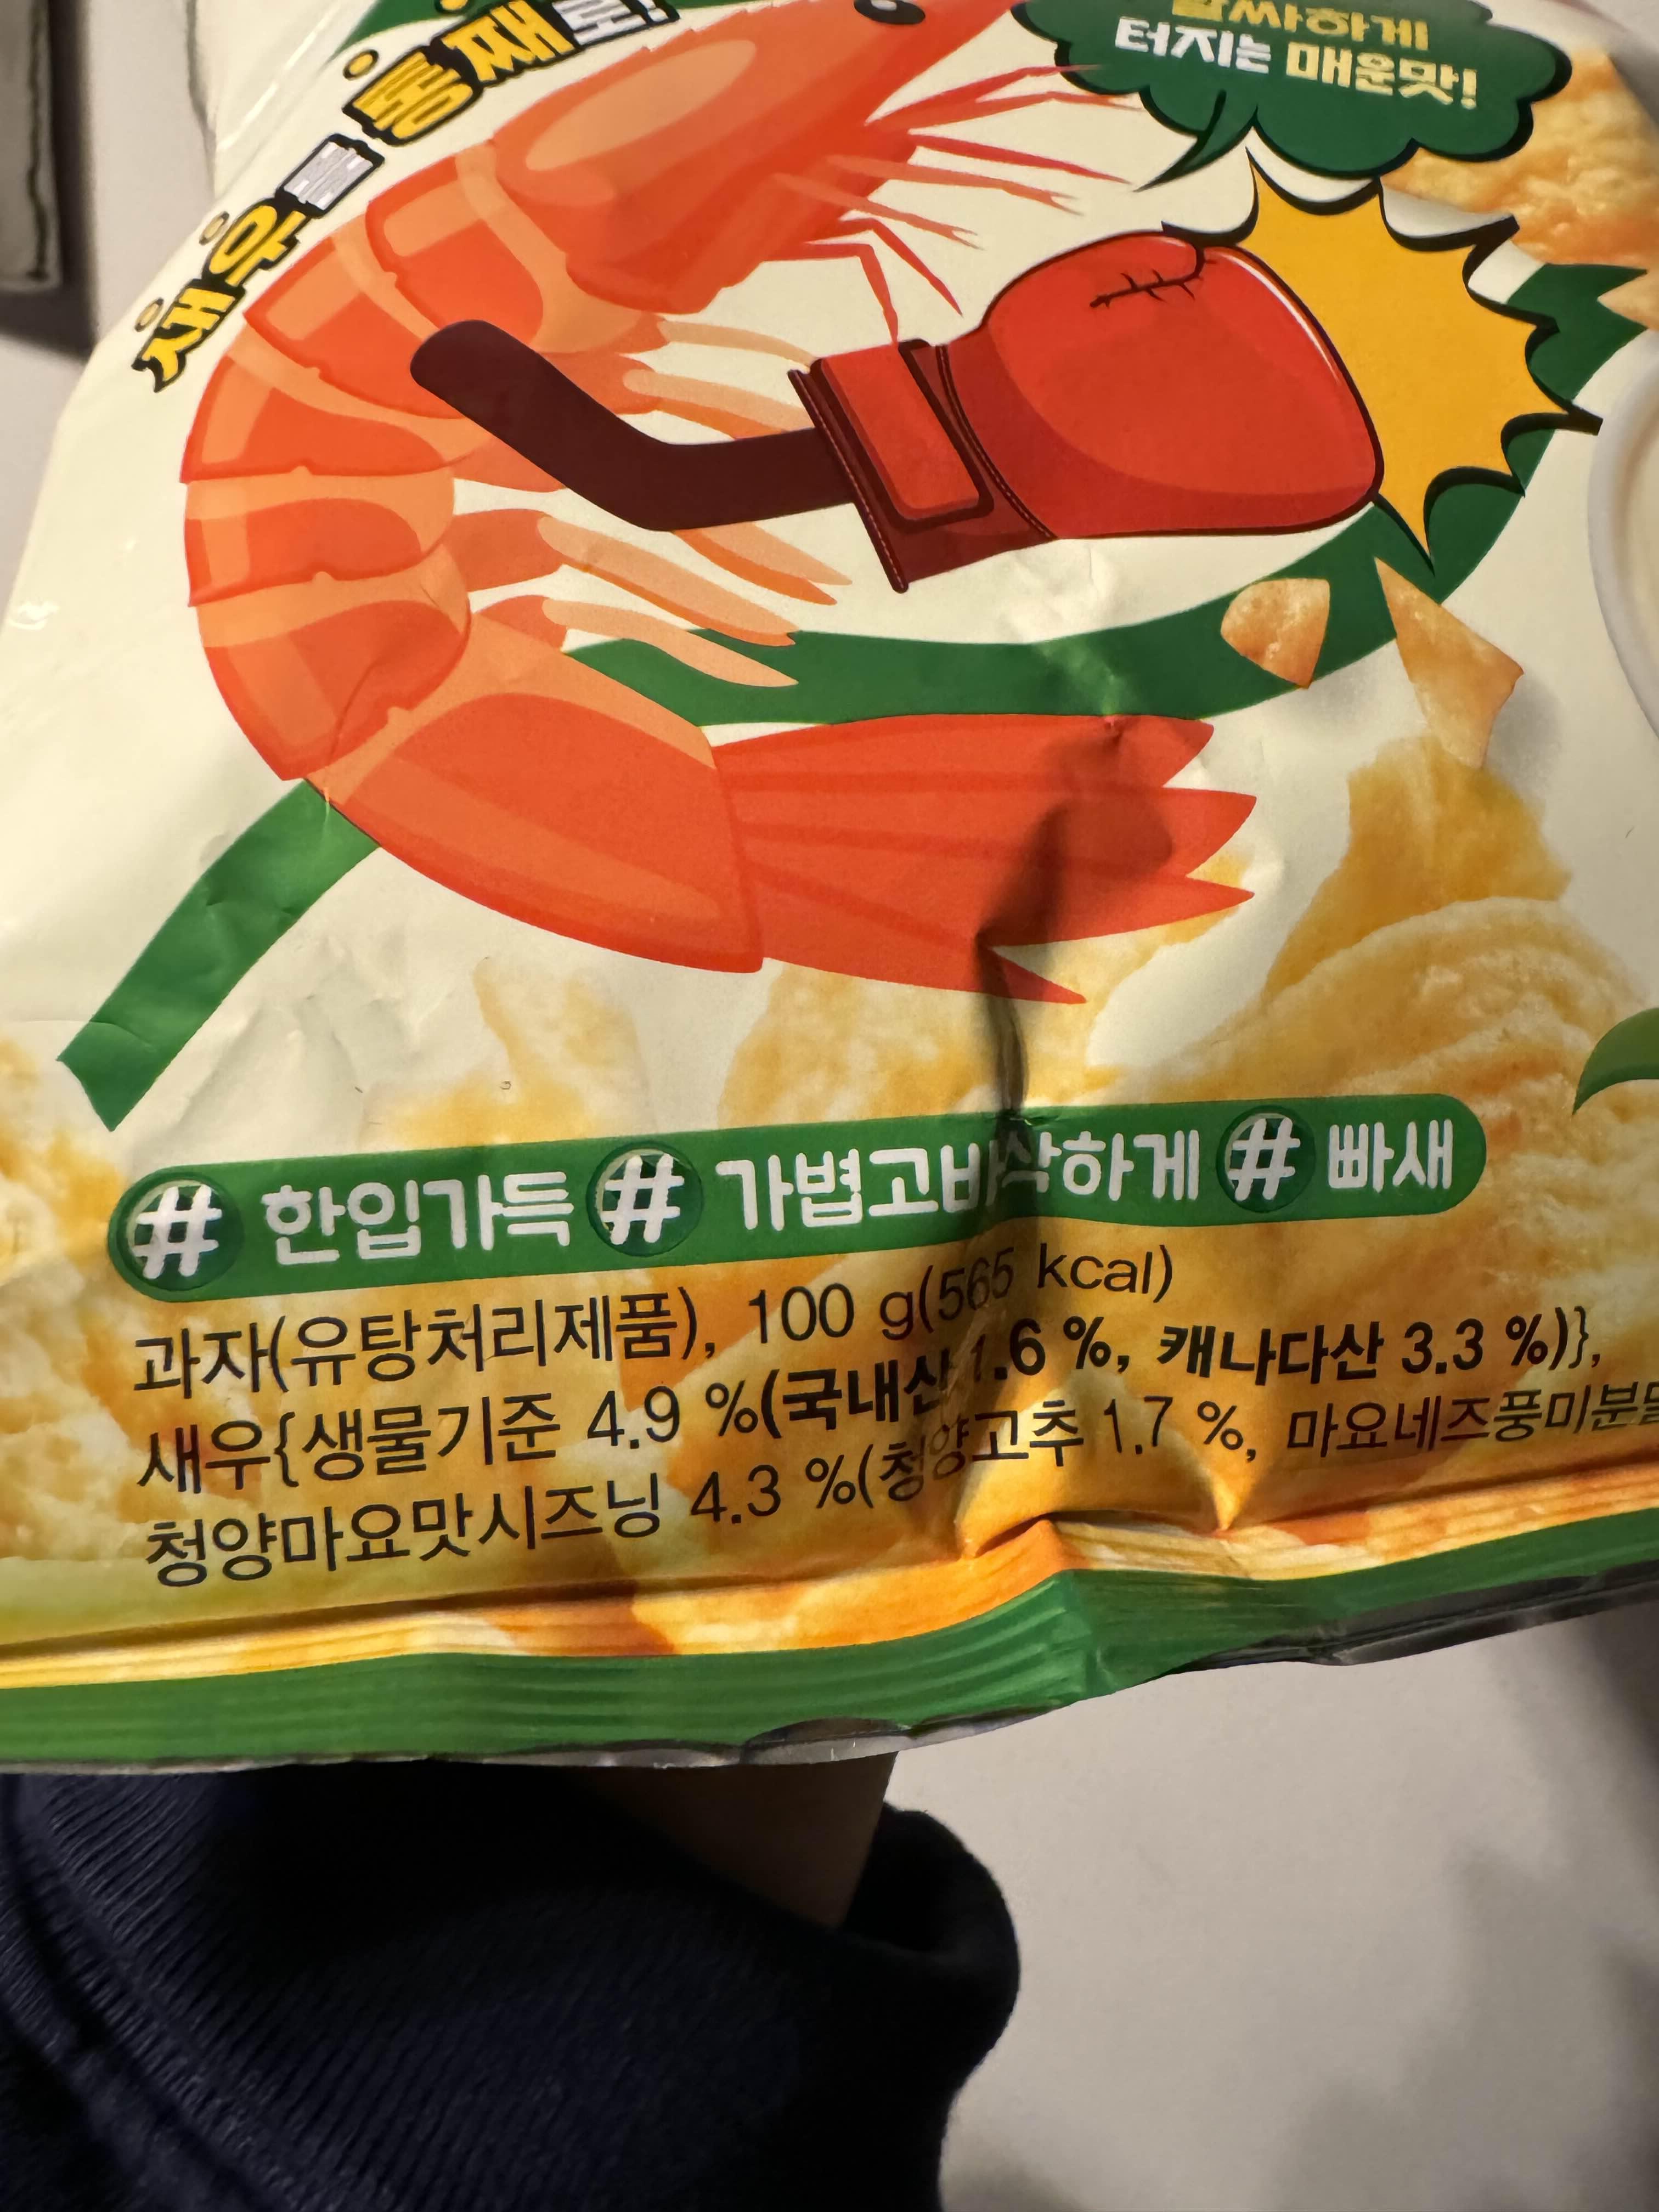 새우를 통째로!
알싸하게
터지는 매운맛!
# 한입가득 # 가볍고바삭하게 # 빠새
과자(유탕처리제품), 100 g(565 kcal)
새우{생물기준 4.9 %(국내산 1.6 %, 캐나다산 3.3 %)},
청양마요맛시즈닝 4.3 %(청양고추 1.7 %, 마요네즈풍미분말